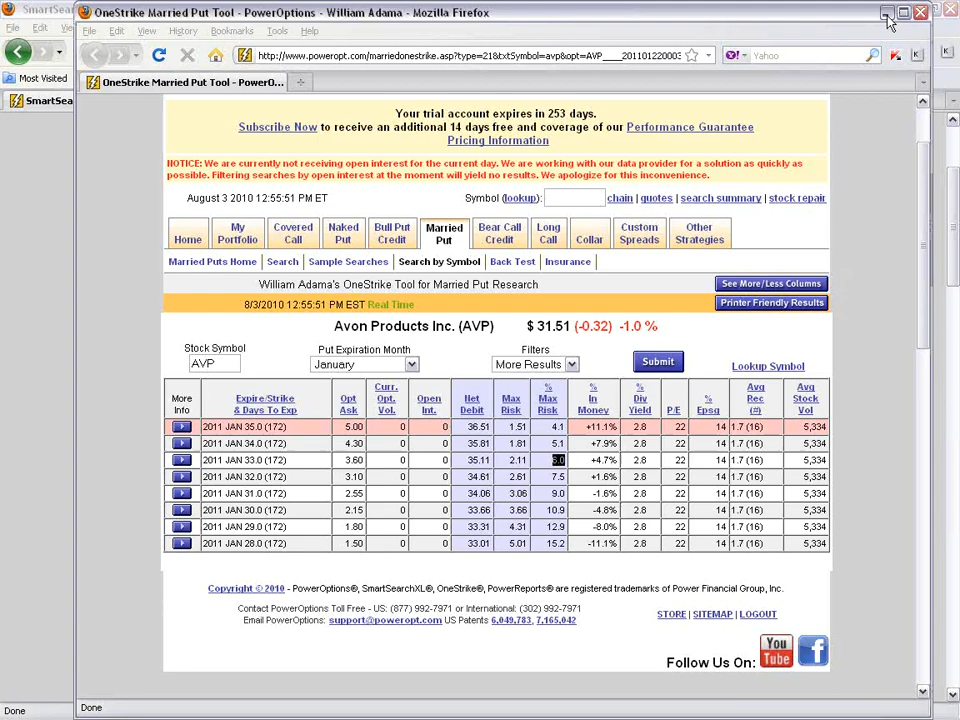 SmartSear
OneStrike Married Put Tool - PowerOptions - William Adama - Mozilla Firefox
File Edit
File Edit View History Bookmarks Tools Help
http://www.poweropt.com/marriedonestrike.asp?type=21&txtSymbol=avp&opt=AVP____2011012200003
Yahoo
Most Visited
OneStrike Married Put Tool - PowerO...
SmartSear
Your trial account expires in 253 days.
Subscribe Now to receive an additional 14 days free and coverage of our Performance Guarantee
Pricing Information
NOTICE: We are currently not receiving open interest for the current day. We are working with our data provider for a solution as quickly as
possible. Filtering searches by open interest at the moment will yield no results. We apologize for this inconvenience.
August 3 2010 12:55:51 PM ET
Symbol (lookup): chain | quotes | search summary | stock repair
Home My Portfolio Covered Call Naked Put Bull Put Credit Married Put Bear Call Credit Long Call Collar Custom Spreads Other Strategies
Married Puts Home | Search | Sample Searches | Search by Symbol | Back Test | Insurance |
William Adama's OneStrike Tool for Married Put Research
See More/Less Columns
8/3/2010 12:55:51 PM EST Real Time
Printer Friendly Results
Avon Products Inc. (AVP) $ 31.51 (-0.32) -1.0 %
Stock Symbol Put Expiration Month Filters
AVP January More Results Submit Lookup Symbol
More Info Expire/Strike & Days To Exp Opt Ask Curr. Opt. Vol. Open Int. Net Debit Max Risk % Max Risk % In Money % Div Yield P/E % Epsg Avg Rec (#) Avg Stock Vol
2011 JAN 35.0 (172) 5.00 0 0 36.51 1.51 4.1 +11.1% 2.8 22 14 1.7 (16) 5,334
2011 JAN 34.0 (172) 4.30 0 0 35.81 1.81 5.1 +7.9% 2.8 22 14 1.7 (16) 5,334
2011 JAN 33.0 (172) 3.60 0 0 35.11 2.11 6.0 +4.7% 2.8 22 14 1.7 (16) 5,334
2011 JAN 32.0 (172) 3.10 0 0 34.61 2.61 7.5 +1.6% 2.8 22 14 1.7 (16) 5,334
2011 JAN 31.0 (172) 2.55 0 0 34.06 3.06 9.0 -1.6% 2.8 22 14 1.7 (16) 5,334
2011 JAN 30.0 (172) 2.15 0 0 33.66 3.66 10.9 -4.8% 2.8 22 14 1.7 (16) 5,334
2011 JAN 29.0 (172) 1.80 0 0 33.31 4.31 12.9 -8.0% 2.8 22 14 1.7 (16) 5,334
2011 JAN 28.0 (172) 1.50 0 0 33.01 5.01 15.2 -11.1% 2.8 22 14 1.7 (16) 5,334
Copyright © 2010 - PowerOptions®, SmartSearchXL®, OneStrike®, PowerReports® are registered trademarks of Power Financial Group, Inc.
Contact PowerOptions Toll Free - US: (877) 992-7971 or International: (302) 992-7971
Email PowerOptions: support@poweropt.com US Patents 6,049,783, 7,165,042
STORE | SITEMAP | LOGOUT
Follow Us On: You Tube f
Done
Done